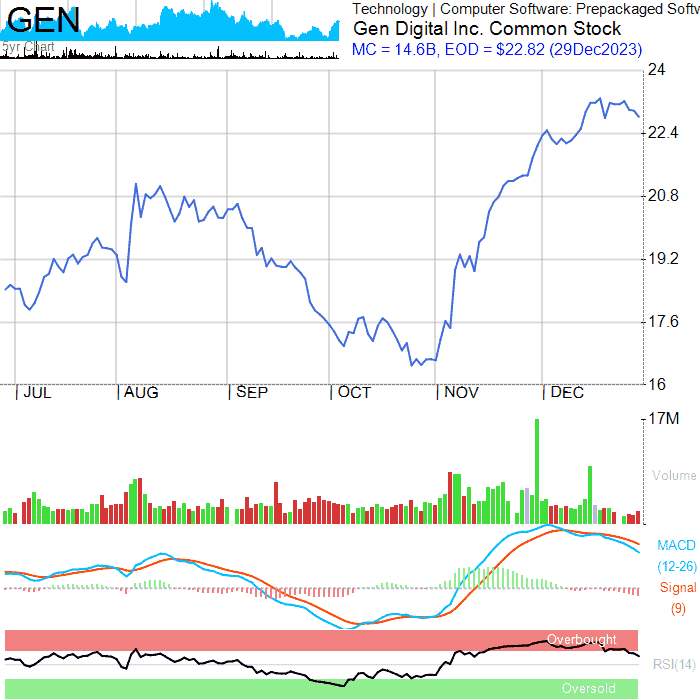 GEN
5yr Chart
Technology | Computer Software: Prepackaged Softw
Gen Digital Inc. Common Stock
MC = 14.6B, EOD = $22.82 (29Dec2023)
24
22.4
20.8
19.2
17.6
16
| JUL | AUG | SEP | OCT | NOV | DEC
17M
Volume
MACD
(12-26)
Signal
(9)
Overbought
RSI(14)
Oversold